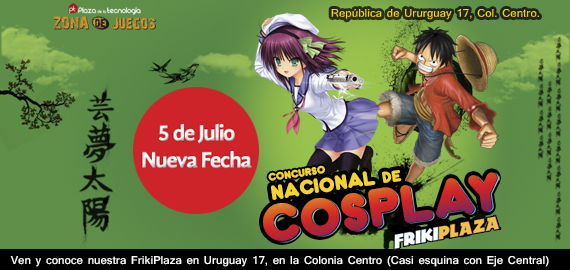 Plaza de la tecnología
ZONA DE JUEGOS
República de Ururguay 17, Col. Centro.
芸夢太陽
5 de Julio
Nueva Fecha
CONCURSO
NACIONAL DE
COSPLAY
FRIKIPLAZA
Ven y conoce nuestra FrikiPlaza en Uruguay 17, en la Colonia Centro (Casi esquina con Eje Central)